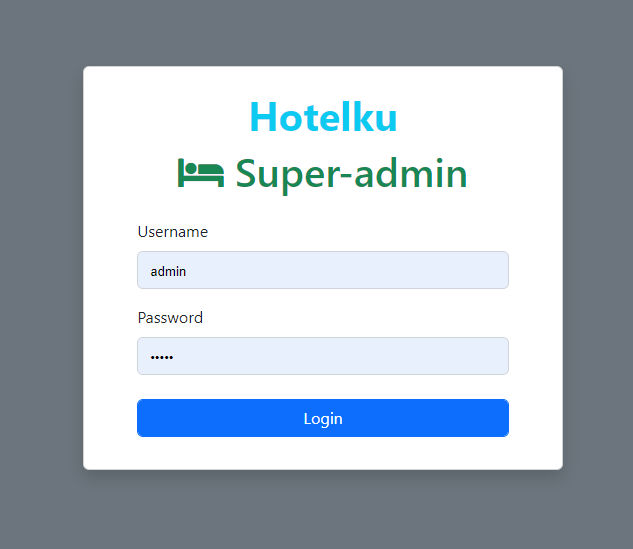 Hotelku
Super-admin
Username
admin
Password
•••••
Login